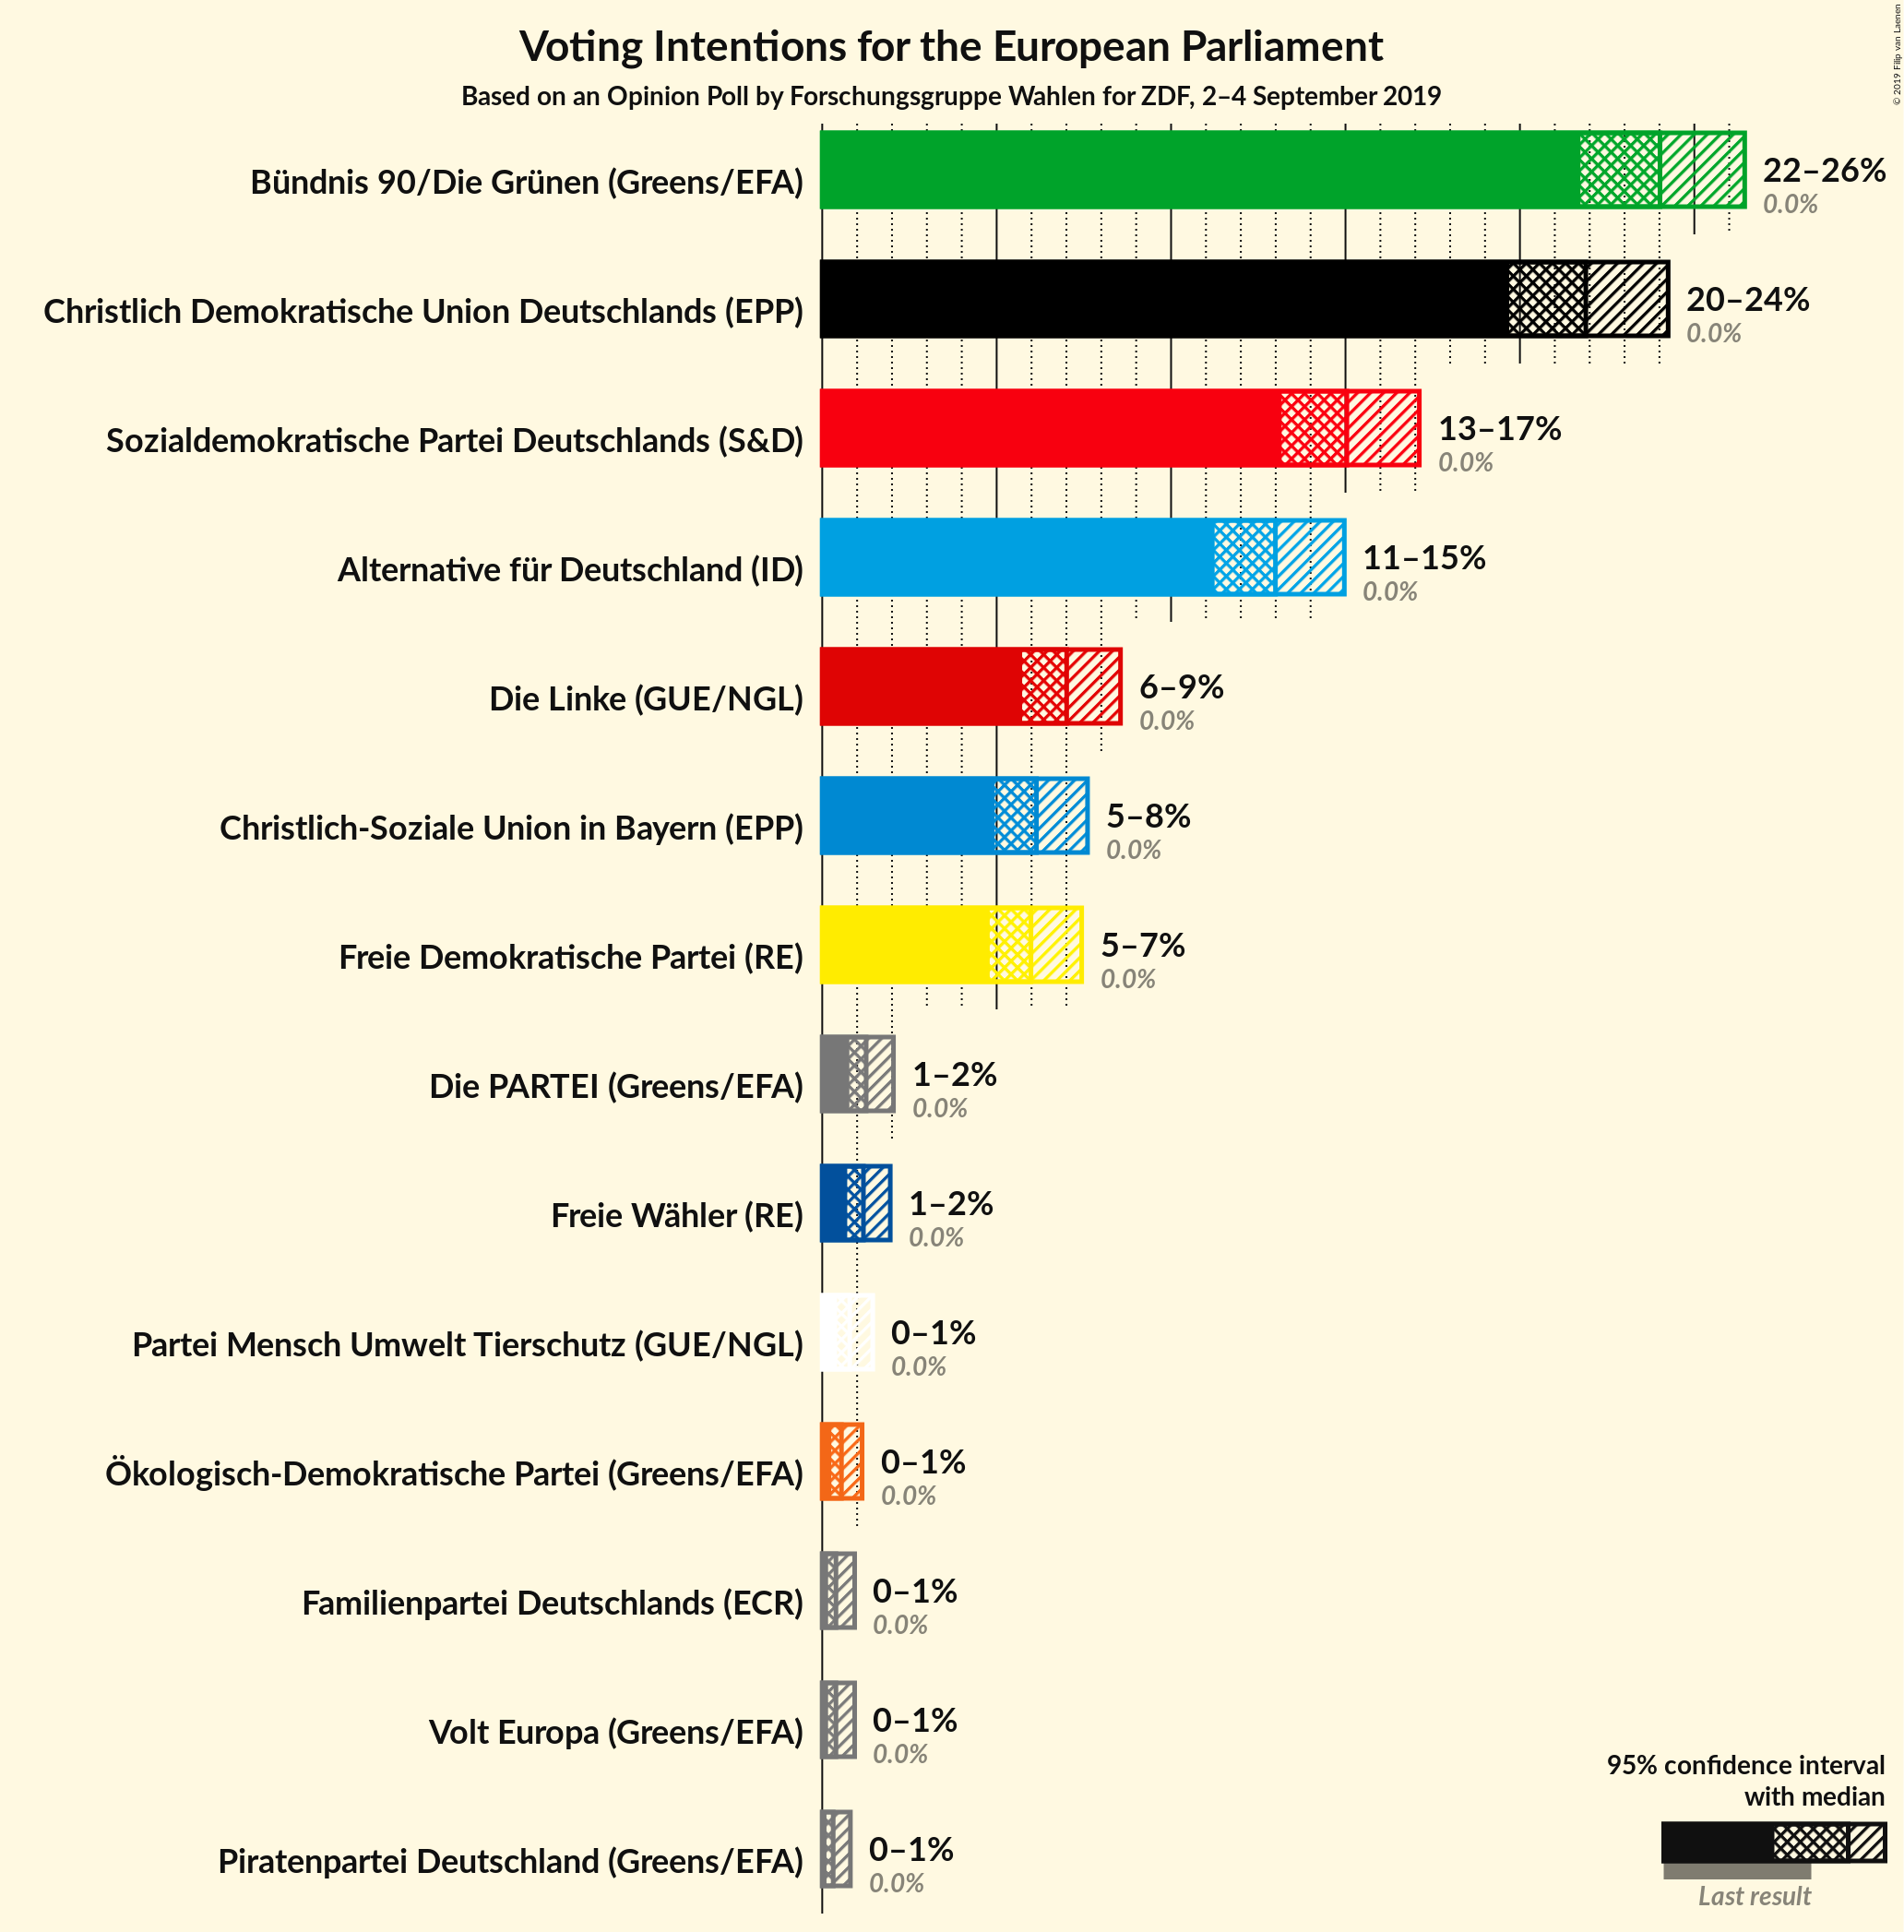 Voting Intentions for the European Parliament
Based on an Opinion Poll by Forschungsgruppe Wahlen for ZDF, 2–4 September 2019
© 2019 Filip van Laenen
Bündnis 90/Die Grünen (Greens/EFA)
22–26%
0.0%
Christlich Demokratische Union Deutschlands (EPP)
20–24%
0.0%
Sozialdemokratische Partei Deutschlands (S&D)
13–17%
0.0%
Alternative für Deutschland (ID)
11–15%
0.0%
Die Linke (GUE/NGL)
6–9%
0.0%
Christlich-Soziale Union in Bayern (EPP)
5–8%
0.0%
Freie Demokratische Partei (RE)
5–7%
0.0%
Die PARTEI (Greens/EFA)
1–2%
0.0%
Freie Wähler (RE)
1–2%
0.0%
Partei Mensch Umwelt Tierschutz (GUE/NGL)
0–1%
0.0%
Ökologisch-Demokratische Partei (Greens/EFA)
0–1%
0.0%
Familienpartei Deutschlands (ECR)
0–1%
0.0%
Volt Europa (Greens/EFA)
0–1%
0.0%
Piratenpartei Deutschland (Greens/EFA)
0–1%
0.0%
95% confidence interval
with median
Last result